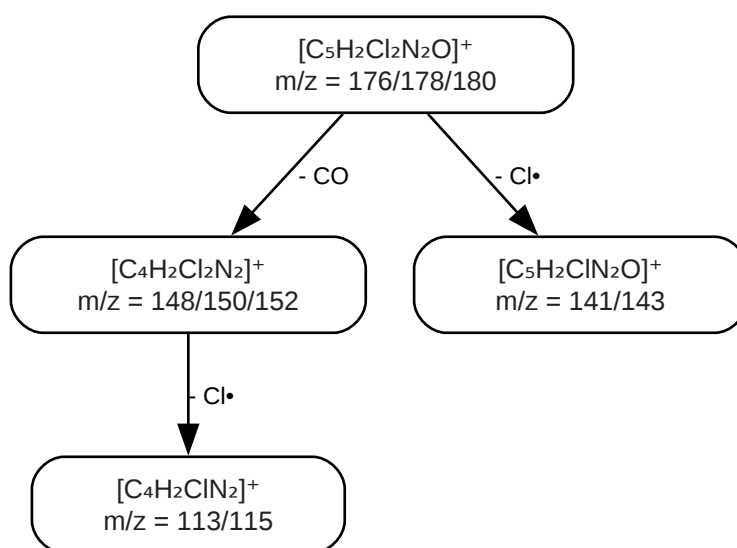 [C₅H₂Cl₂N₂O]⁺
m/z = 176/178/180
- CO
- Cl•
[C₄H₂Cl₂N₂]⁺
m/z = 148/150/152
[C₅H₂ClN₂O]⁺
m/z = 141/143
- Cl•
[C₄H₂ClN₂]⁺
m/z = 113/115